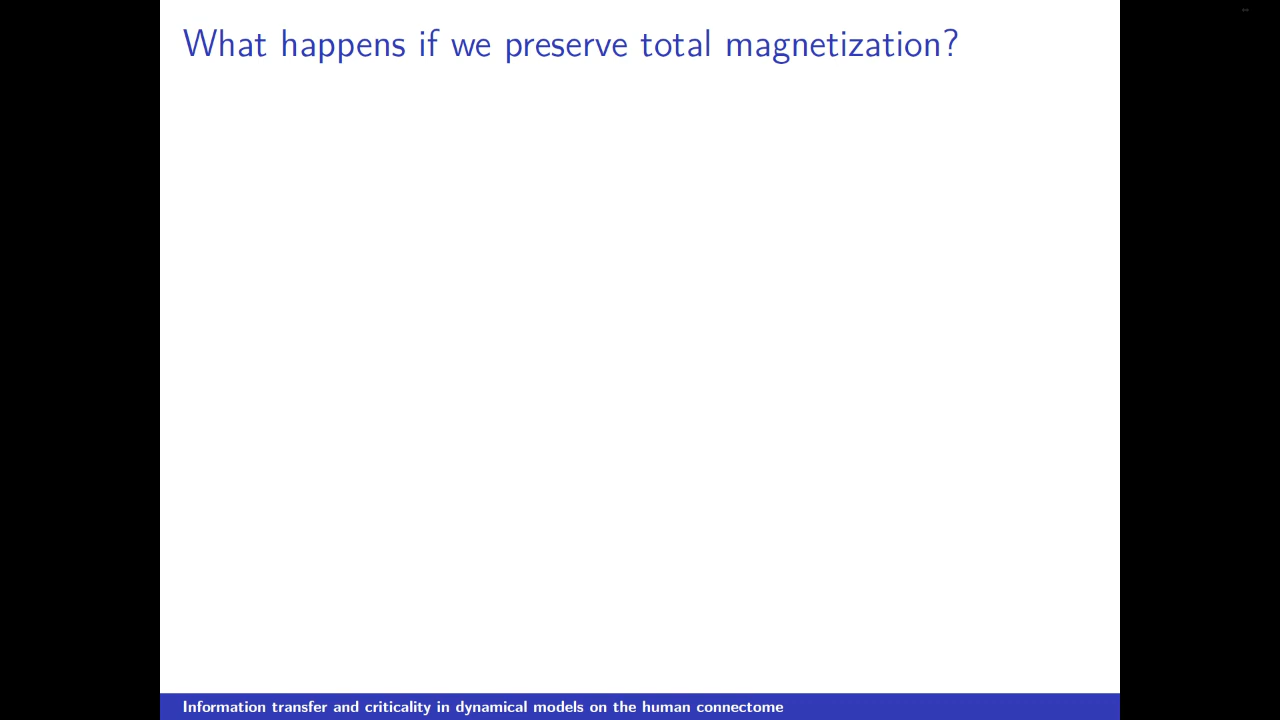 What happens if we preserve total magnetization?
Information transfer and criticality in dynamical models on the human connectome